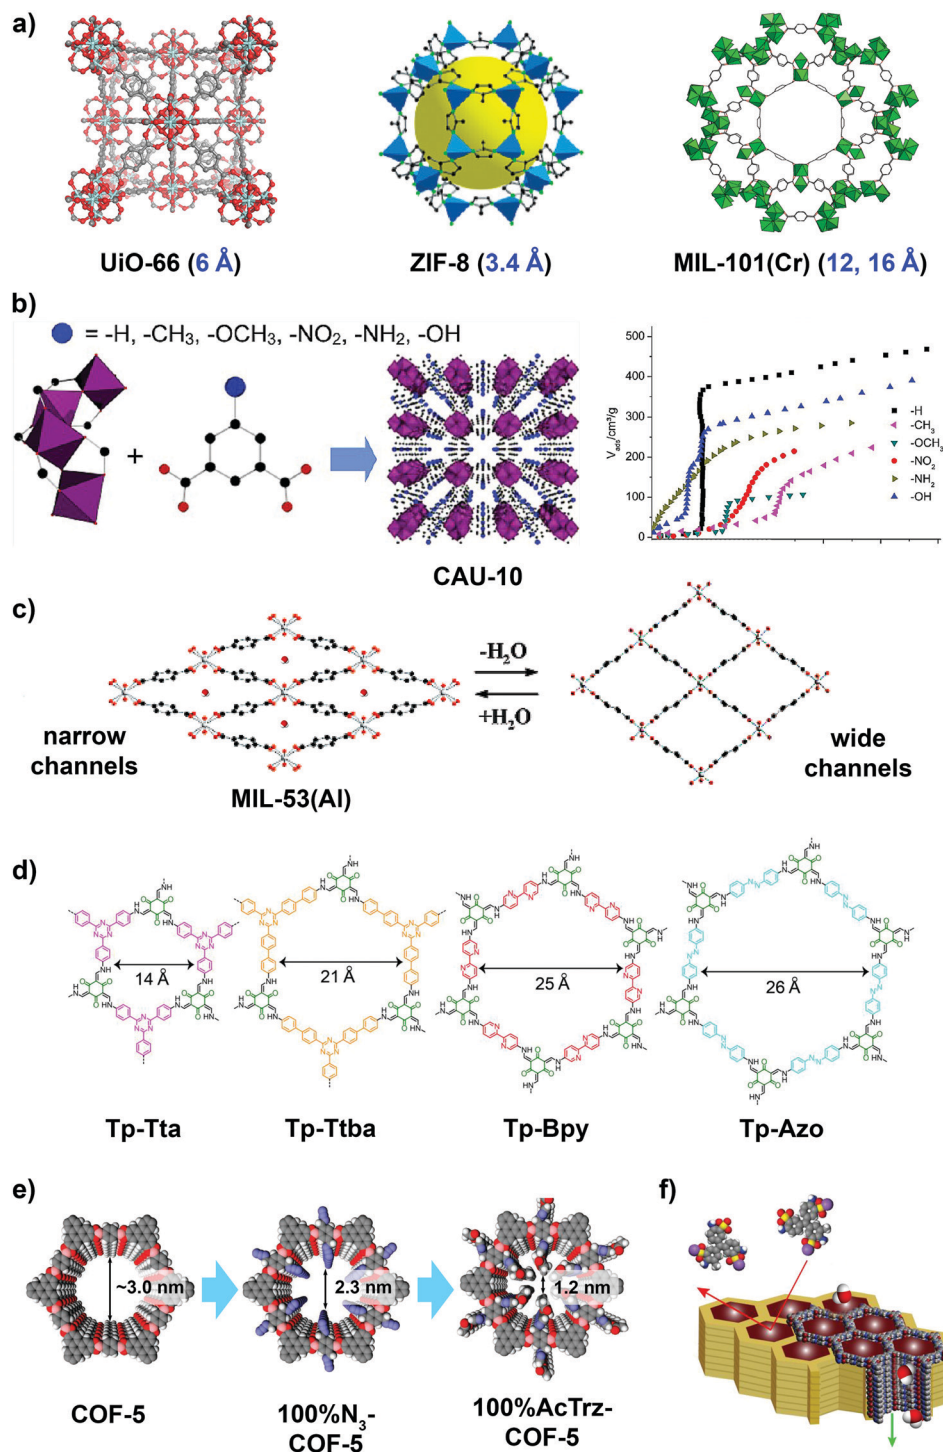 a)
UiO-66 (6 Å)
ZIF-8 (3.4 Å)
MIL-101(Cr) (12, 16 Å)
b)
= -H, -CH₃, -OCH₃, -NO₂, -NH₂, -OH
+
CAU-10
V_ads/cm³/g
500
400
300
200
100
0
-H
-CH₃
-OCH₃
-NO₂
-NH₂
-OH
c)
-H₂O
+H₂O
narrow
channels
wide
channels
MIL-53(Al)
d)
14 Å
21 Å
25 Å
26 Å
Tp-Tta
Tp-Ttba
Tp-Bpy
Tp-Azo
e)
~3.0 nm
2.3 nm
1.2 nm
COF-5
100%N₃-
COF-5
100%AcTrz-
COF-5
f)